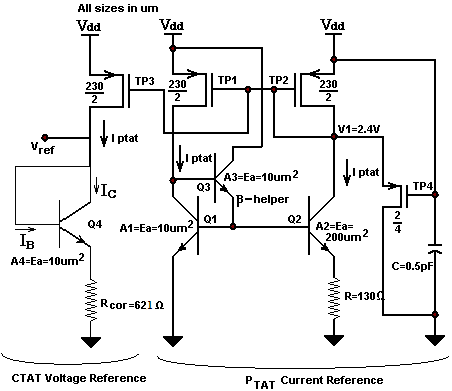 All sizes in um
Vdd
Vdd
Vdd
230
2
TP3
230
2
TP1
TP2
230
2
Vref
I ptat
V1=2.4V
I ptat
I ptat
A3=Ea=10um2
Q3
TP4
IC
β-helper
2
4
IB
Q4
A1=Ea=10um2
Q1
Q2
A2=Ea=
200um2
A4=Ea=10um2
C=0.5pF
Rcor=621Ω
R=130Ω
CTAT Voltage Reference
PTAT Current Reference